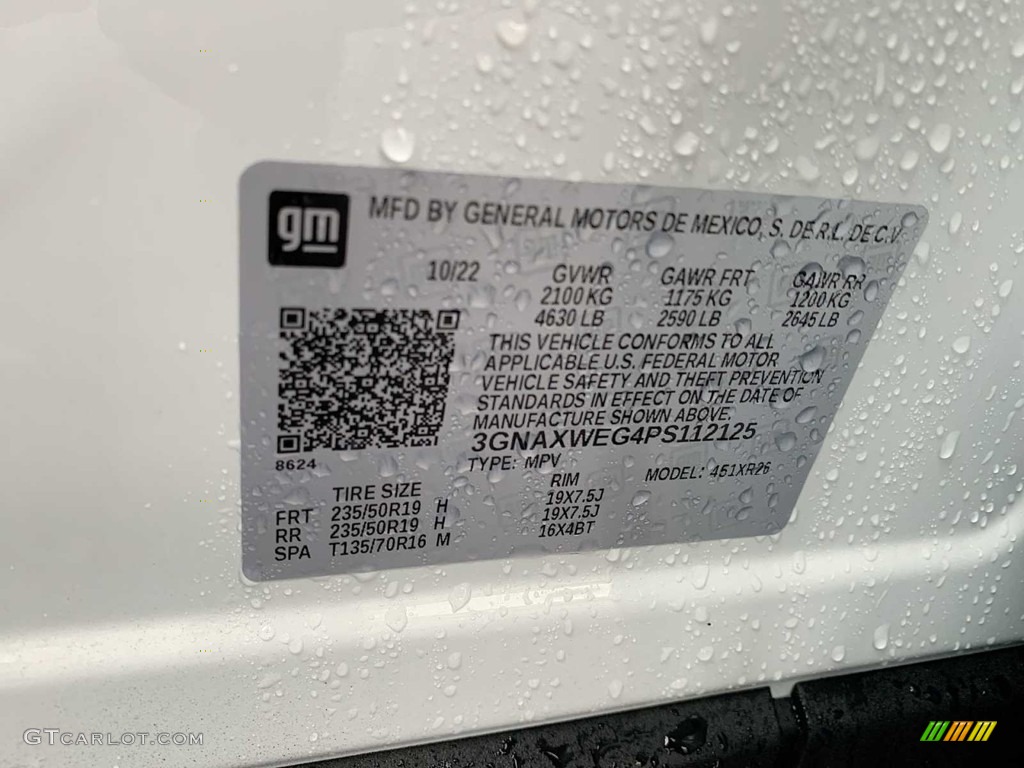 gm
MFD BY GENERAL MOTORS DE MEXICO, S. DE R.L. DE C.V.
10/22 GVWR GAWR FRT GAWR RR
2100 KG 1175 KG 1200 KG
4630 LB 2590 LB 2645 LB
THIS VEHICLE CONFORMS TO ALL
APPLICABLE U.S. FEDERAL MOTOR
VEHICLE SAFETY AND THEFT PREVENTION
STANDARDS IN EFFECT ON THE DATE OF
MANUFACTURE SHOWN ABOVE.
3GNAXWEG4PS112125
8624
TYPE: MPV MODEL: 451XR26
TIRE SIZE RIM
FRT 235/50R19 H 19X7.5J
RR 235/50R19 H 19X7.5J
SPA T135/70R16 M 16X4BT
GTCARLOT.COM